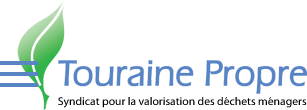 Touraine Propre
Syndicat pour la valorisation des déchets ménagers